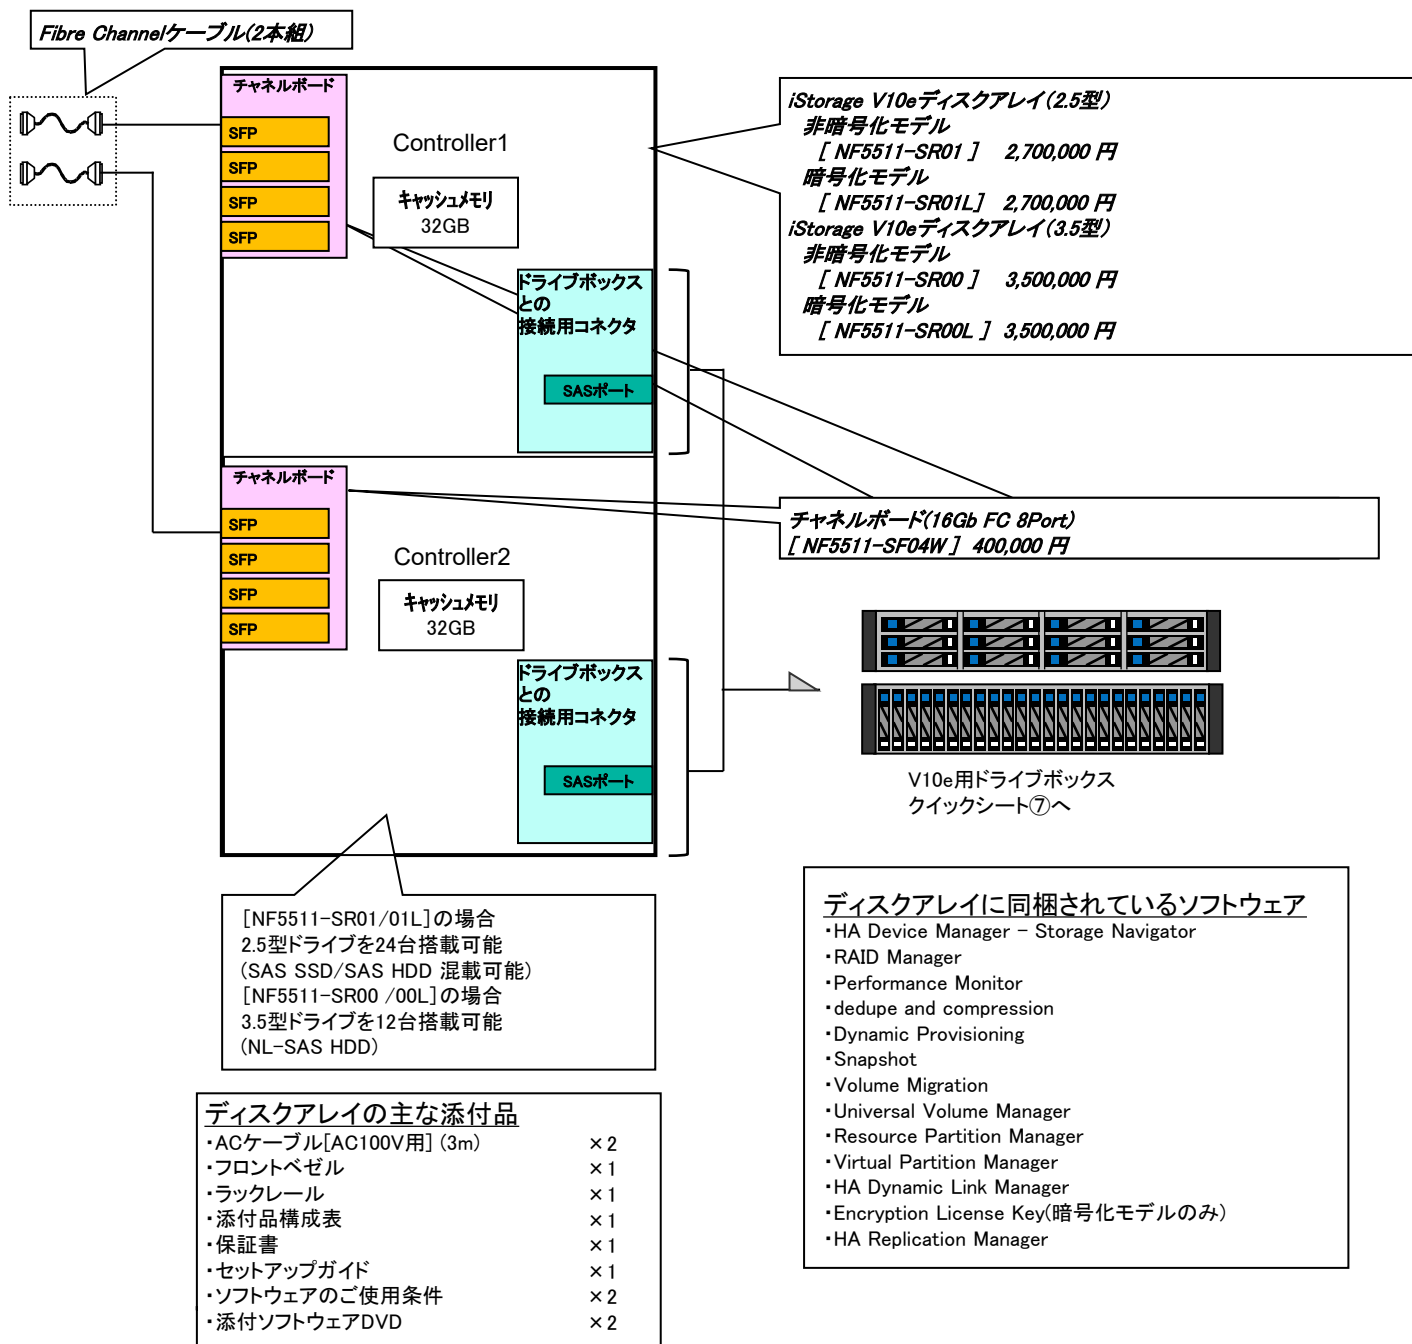 Fibre Channelケーブル(2本組)
チャネルボード
SFP
SFP
SFP
SFP
Controller1
キャッシュメモリ
32GB
ドライブボックス
との
接続用コネクタ
SASポート
iStorage V10eディスクアレイ(2.5型)
非暗号化モデル
[ NF5511-SR01 ] 2,700,000 円
暗号化モデル
[ NF5511-SR01L] 2,700,000 円
iStorage V10eディスクアレイ(3.5型)
非暗号化モデル
[ NF5511-SR00 ] 3,500,000 円
暗号化モデル
[ NF5511-SR00L ] 3,500,000 円
チャネルボード
SFP
SFP
SFP
SFP
Controller2
キャッシュメモリ
32GB
ドライブボックス
との
接続用コネクタ
SASポート
チャネルボード(16Gb FC 8Port)
[ NF5511-SF04W ] 400,000 円
V10e用ドライブボックス
クイックシート⑦へ
[NF5511-SR01/01L]の場合
2.5型ドライブを24台搭載可能
(SAS SSD/SAS HDD 混載可能)
[NF5511-SR00 /00L]の場合
3.5型ドライブを12台搭載可能
(NL-SAS HDD)
ディスクアレイの主な添付品
・ACケーブル[AC100V用] (3m) ×2
・フロントベゼル ×1
・ラックレール ×1
・添付品構成表 ×1
・保証書 ×1
・セットアップガイド ×1
・ソフトウェアのご使用条件 ×2
・添付ソフトウェアDVD ×2
ディスクアレイに同梱されているソフトウェア
・HA Device Manager - Storage Navigator
・RAID Manager
・Performance Monitor
・dedupe and compression
・Dynamic Provisioning
・Snapshot
・Volume Migration
・Universal Volume Manager
・Resource Partition Manager
・Virtual Partition Manager
・HA Dynamic Link Manager
・Encryption License Key(暗号化モデルのみ)
・HA Replication Manager